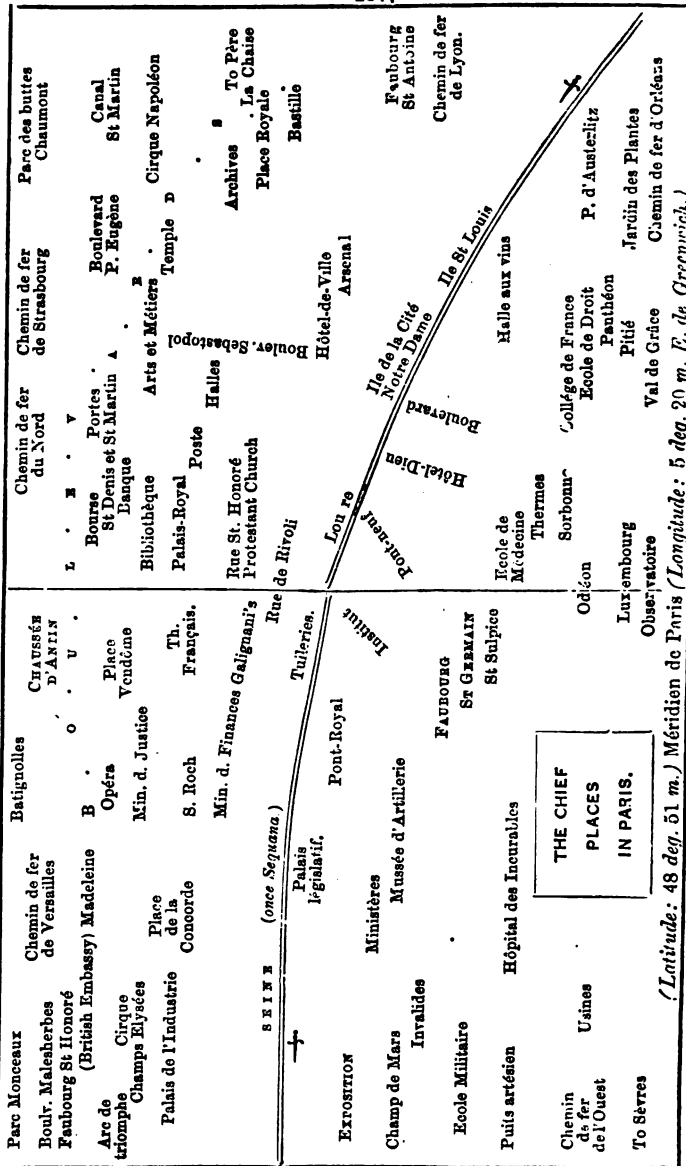 Parc Monceaux
Boulv. Malesherbes
Faubourg St Honoré
(British Embassy) Madeleine
Arc de
triomphe
Cirque
Champs Elysées
Palais de l'Industrie
Chemin de fer
de Versailles
Place
de la
Concorde
Batignolles
CHAUSSÉE
D'ANTIN
B . O . U .
Opéra
Place
Vendôme
Min. d. Justice
S. Roch
Th.
Français.
Min. d. Finances Galignani's
Rue de Rivoli
Chemin de fer
du Nord
L . E . V
Bourse
Portes
St Denis et St Martin A . R
Banque
Bibliothèque
Arts et Métiers
Palais-Royal
Poste
Halles
Rue St. Honoré
Protestant Church
Boulev. Sebastopol
Chemin de fer
de Strasbourg
Boulevard
P. Eugène
Temple D
Hôtel-de-Ville
Arsenal
Parc des buttes
Chaumont
Canal
St Martin
Cirque Napoléon
. S
Archives
To Père
La Chaise
Place Royale
Bastille
Faubourg
St Antoine
Chemin de fer
de Lyon.
SEINE (once Sequana)
Tuileries.
Louvre
Ile de la Cité
Notre Dame
Ile St Louis
EXPOSITION
Champ de Mars
Invalides
Ecole Militaire
Puits artésien
Chemin
de fer
de l'Ouest
Usines
To Sèvres
Palais
législatif.
Ministères
Mussée d'Artillerie
Hôpital des Incurables
Pont-Royal
Institut
FAUBOURG
ST GERMAIN
St Sulpice
Pont-neuf
Hôtel-Dieu
Boulevard
Ecole de
Médecine
Thermes
Sorbonne
Odéon
Luxembourg
Observatoire
Halle aux vins
Collége de France
Ecole de Droit
Panthéon
Pitié
Val de Grâce
P. d'Austerlitz
Jardin des Plantes
Chemin de fer d'Orléans
THE CHIEF
PLACES
IN PARIS.
(Latitude: 48 deg. 51 m.) Méridien de Paris (Longitude: 5 deg. 20 m. E. de Greenwich.)